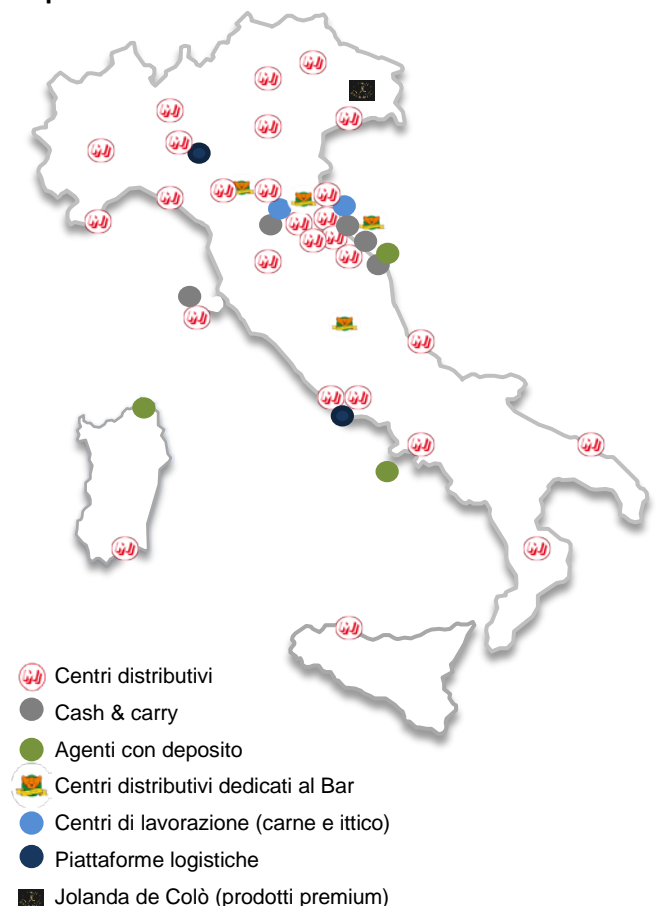 Centri distributivi
Cash & carry
Agenti con deposito
Centri distributivi dedicati al Bar
Centri di lavorazione (carne e ittico)
Piattaforme logistiche
Jolanda de Colò (prodotti premium)